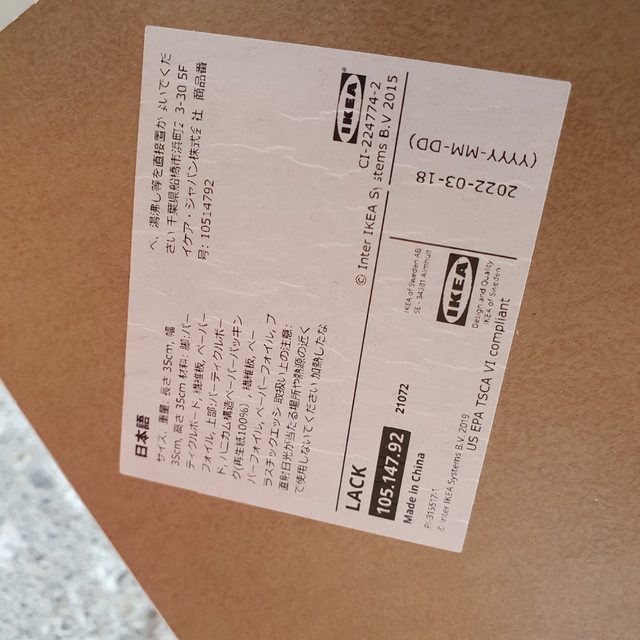 日本語
サイズ、重量: 長さ 35cm, 幅
35cm, 高さ 35cm 材料: 脚: パー
ティクルボード, 繊維板, ペーパー
フォイル, 上部: パーティクルボー
ド, ハニカム構造ペーパーパッキン
グ(再生紙100%) , 繊維板, ペー
パーフォイル, ペーパーフォイル, プ
ラスチックエッジ 取扱い上の注意:
直射日光が当たる場所や熱源の近く
で使用しないでください 加熱したな
べ、湯沸し等を直接置かないでくだ
さい 千葉県船橋市浜町2-3-30 5F
イケア・ジャパン株式会社 商品番
号: 10514792
IKEA
CI-224774-2
© Inter IKEA Systems B.V 2015
LACK
105.147.92
21072
Made in China
© Inter IKEA Systems B.V. 2019
US EPA TSCA VI compliant
IKEA of Sweden AB
SE-34381 Älmhult
IKEA
Design and Quality
IKEA of Sweden
2022-03-18
(YYYY-MM-DD)